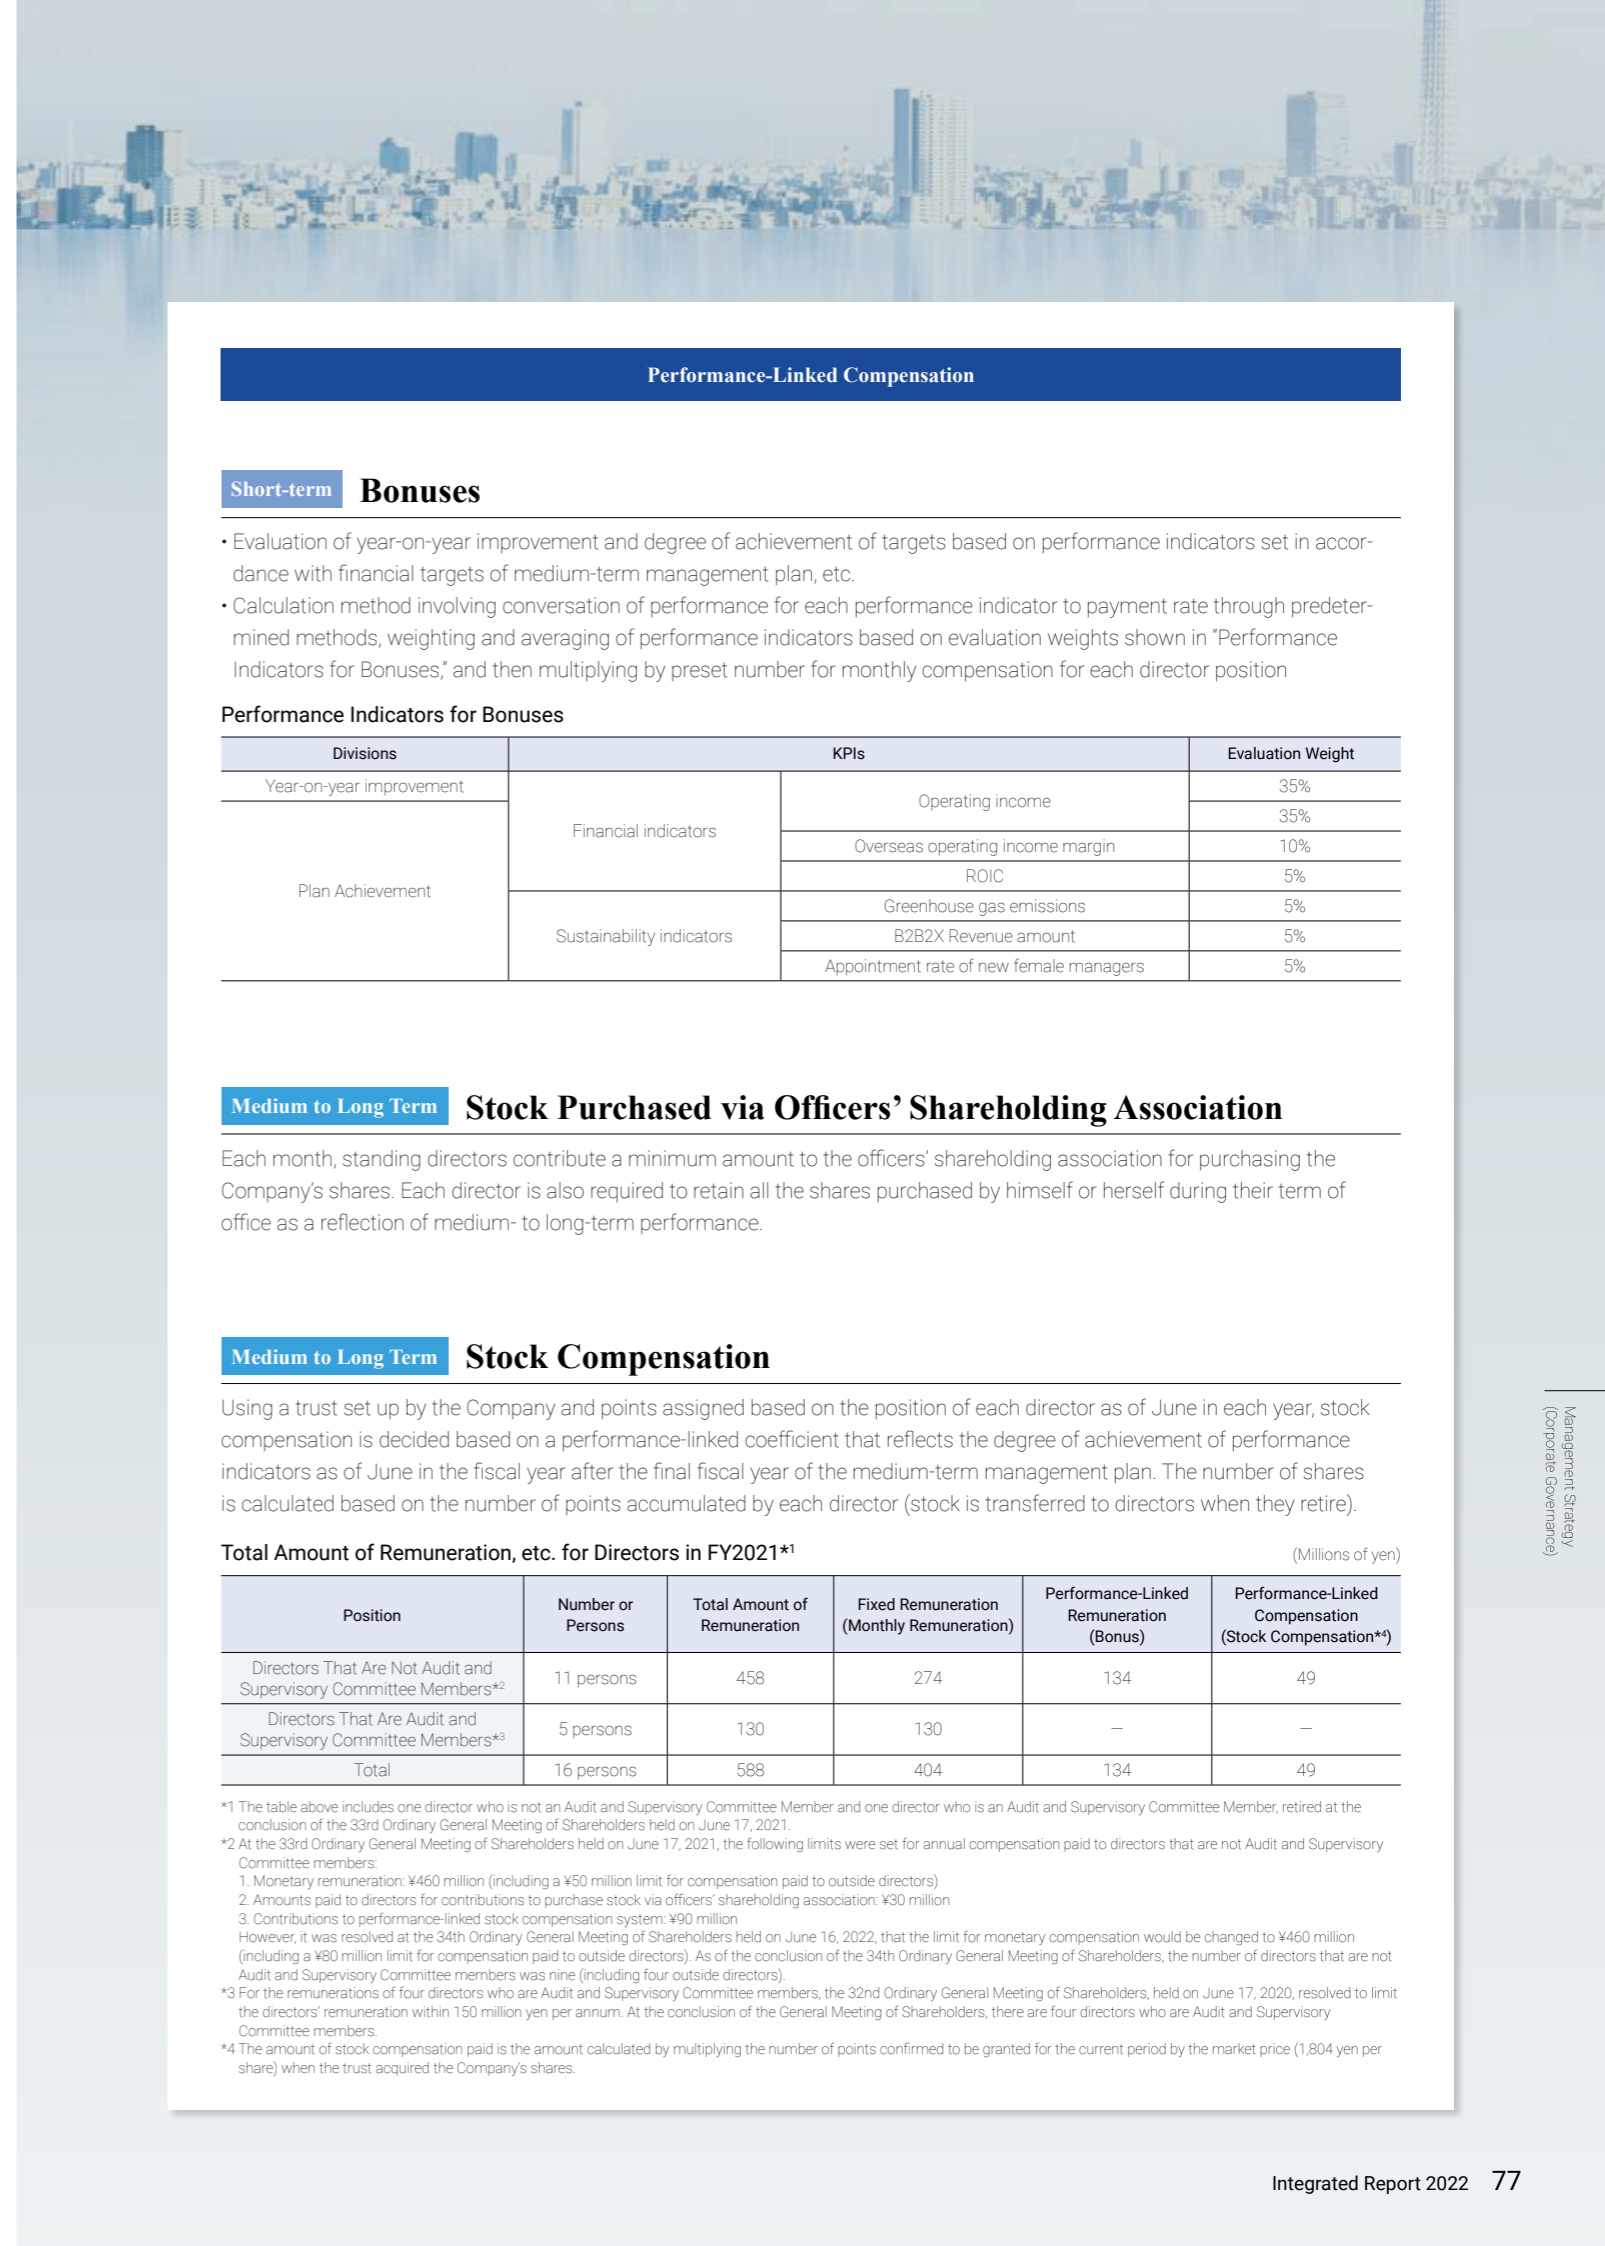 Performance-Linked Compensation
Short-term Bonuses
• Evaluation of year-on-year improvement and degree of achievement of targets based on performance indicators set in accor-
dance with financial targets of medium-term management plan, etc.
• Calculation method involving conversation of performance for each performance indicator to payment rate through predeter-
mined methods, weighting and averaging of performance indicators based on evaluation weights shown in "Performance
Indicators for Bonuses," and then multiplying by preset number for monthly compensation for each director position
Performance Indicators for Bonuses
Divisions KPIs Evaluation Weight
Year-on-year improvement Financial indicators Operating income 35%
Plan Achievement 35%
Overseas operating income margin 10%
ROIC 5%
Sustainability indicators Greenhouse gas emissions 5%
B2B2X Revenue amount 5%
Appointment rate of new female managers 5%
Medium to Long Term Stock Purchased via Officers' Shareholding Association
Each month, standing directors contribute a minimum amount to the officers' shareholding association for purchasing the
Company's shares. Each director is also required to retain all the shares purchased by himself or herself during their term of
office as a reflection of medium- to long-term performance.
Medium to Long Term Stock Compensation
Using a trust set up by the Company and points assigned based on the position of each director as of June in each year, stock
compensation is decided based on a performance-linked coefficient that reflects the degree of achievement of performance
indicators as of June in the fiscal year after the final fiscal year of the medium-term management plan. The number of shares
is calculated based on the number of points accumulated by each director (stock is transferred to directors when they retire).
Total Amount of Remuneration, etc. for Directors in FY2021*1 (Millions of yen)
Position
Number or
Persons
Total Amount of
Remuneration
Fixed Remuneration
(Monthly Remuneration)
Performance-Linked
Remuneration
(Bonus)
Performance-Linked
Compensation
(Stock Compensation*4)
Directors That Are Not Audit and
Supervisory Committee Members*2
11 persons 458 274 134 49
Directors That Are Audit and
Supervisory Committee Members*3
5 persons 130 130 — —
Total 16 persons 588 404 134 49
*1 The table above includes one director who is not an Audit and Supervisory Committee Member and one director who is an Audit and Supervisory Committee Member, retired at the
conclusion of the 33rd Ordinary General Meeting of Shareholders held on June 17, 2021.
*2 At the 33rd Ordinary General Meeting of Shareholders held on June 17, 2021, the following limits were set for annual compensation paid to directors that are not Audit and Supervisory
Committee members:
1. Monetary remuneration: ¥460 million (including a ¥50 million limit for compensation paid to outside directors)
2. Amounts paid to directors for contributions to purchase stock via officers' shareholding association: ¥30 million
3. Contributions to performance-linked stock compensation system: ¥90 million
However, it was resolved at the 34th Ordinary General Meeting of Shareholders held on June 16, 2022, that the limit for monetary compensation would be changed to ¥460 million
(including a ¥80 million limit for compensation paid to outside directors). As of the conclusion of the 34th Ordinary General Meeting of Shareholders, the number of directors that are not
Audit and Supervisory Committee members was nine (including four outside directors).
*3 For the remunerations of four directors who are Audit and Supervisory Committee members, the 32nd Ordinary General Meeting of Shareholders, held on June 17, 2020, resolved to limit
the directors' remuneration within 150 million yen per annum. At the conclusion of the General Meeting of Shareholders, there are four directors who are Audit and Supervisory
Committee members.
*4 The amount of stock compensation paid is the amount calculated by multiplying the number of points confirmed to be granted for the current period by the market price (1,804 yen per
share) when the trust acquired the Company's shares.
Management Strategy
(Corporate Governance)
Integrated Report 2022 77